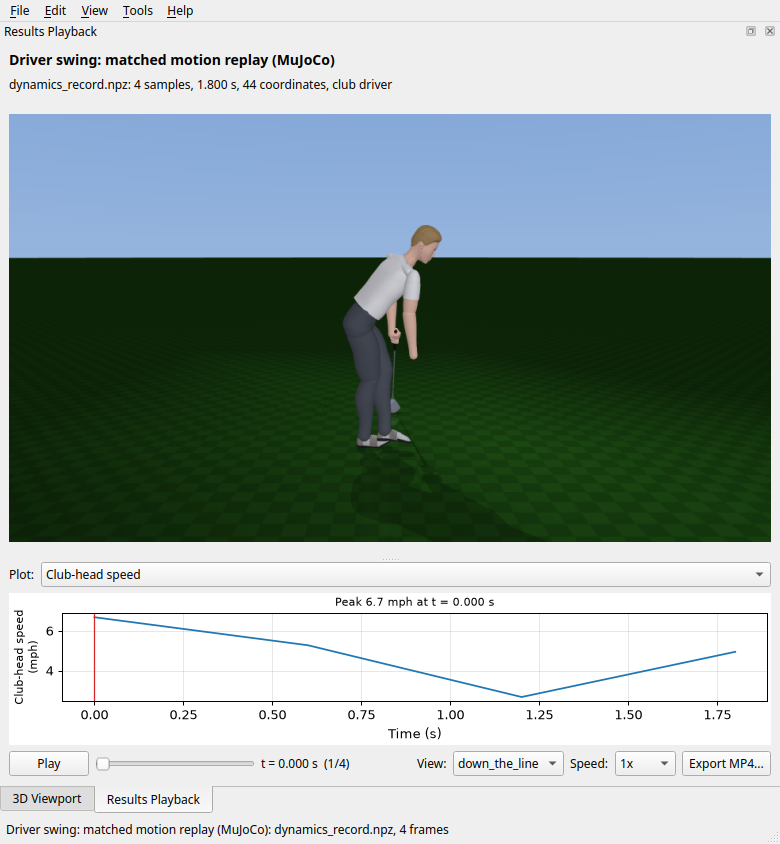 File Edit View Tools Help
Results Playback
Driver swing: matched motion replay (MuJoCo)
dynamics_record.npz: 4 samples, 1.800 s, 44 coordinates, club driver
Plot: Club-head speed
Peak 6.7 mph at t = 0.000 s
Club-head speed
(mph)
6
4
0.00 0.25 0.50 0.75 1.00 1.25 1.50 1.75
Time (s)
Play t = 0.000 s (1/4) View: down_the_line Speed: 1x Export MP4...
3D Viewport Results Playback
Driver swing: matched motion replay (MuJoCo): dynamics_record.npz, 4 frames